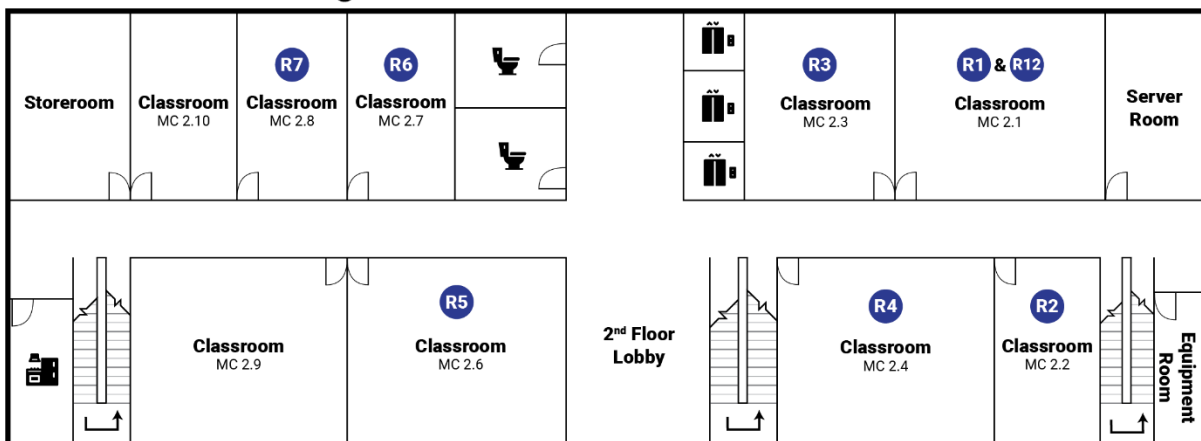 Storeroom
Classroom
MC 2.10
R7
Classroom
MC 2.8
R6
Classroom
MC 2.7
R3
Classroom
MC 2.3
R1 & R12
Classroom
MC 2.1
Server
Room
Classroom
MC 2.9
R5
Classroom
MC 2.6
2nd Floor
Lobby
R4
Classroom
MC 2.4
R2
Classroom
MC 2.2
Equipment
Room